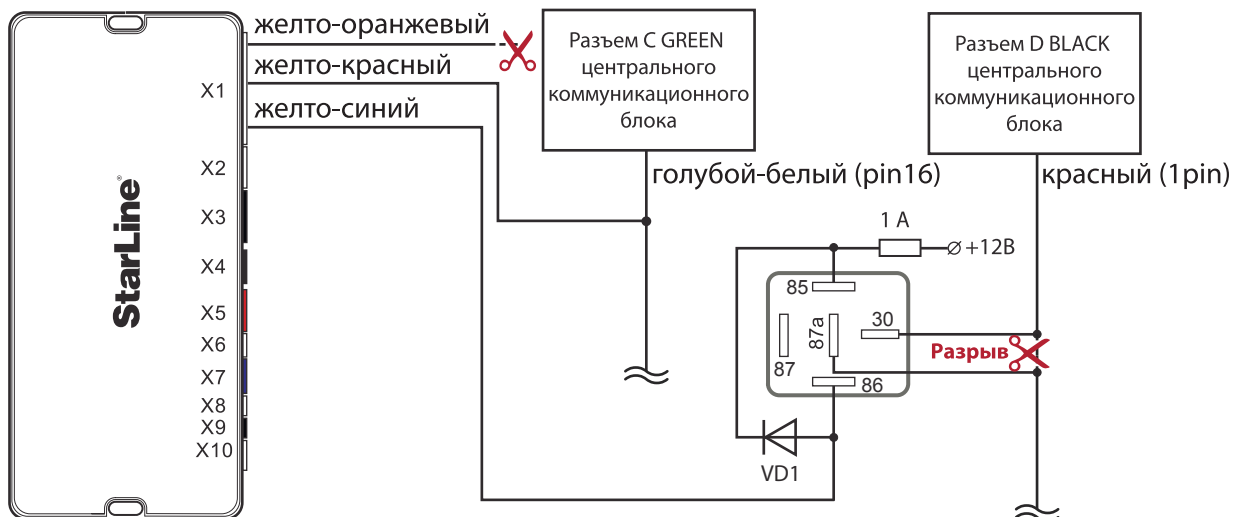 желто-оранжевый
желто-красный
желто-синий
X1
X2
X3
X4
X5
X6
X7
X8
X9
X10
StarLine®
Разъем C GREEN
центрального
коммуникационного
блока
голубой-белый (pin16)
Разъем D BLACK
центрального
коммуникационного
блока
красный (1pin)
1 A
+12В
85
30
87a
87
86
Разрыв
VD1